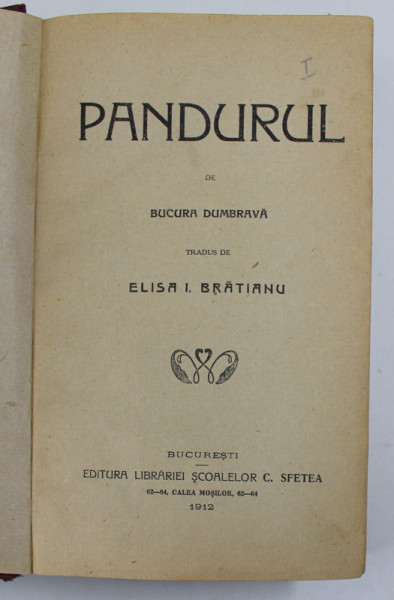 I
PANDURUL
DE
BUCURA DUMBRAVĂ
TRADUS DE
ELISA I. BRĂTIANU
BUCUREȘTI
EDITURA LIBRĂRIEI ȘCOALELOR C. SFETEA
62—64, CALEA MOȘILOR, 62—64
1912